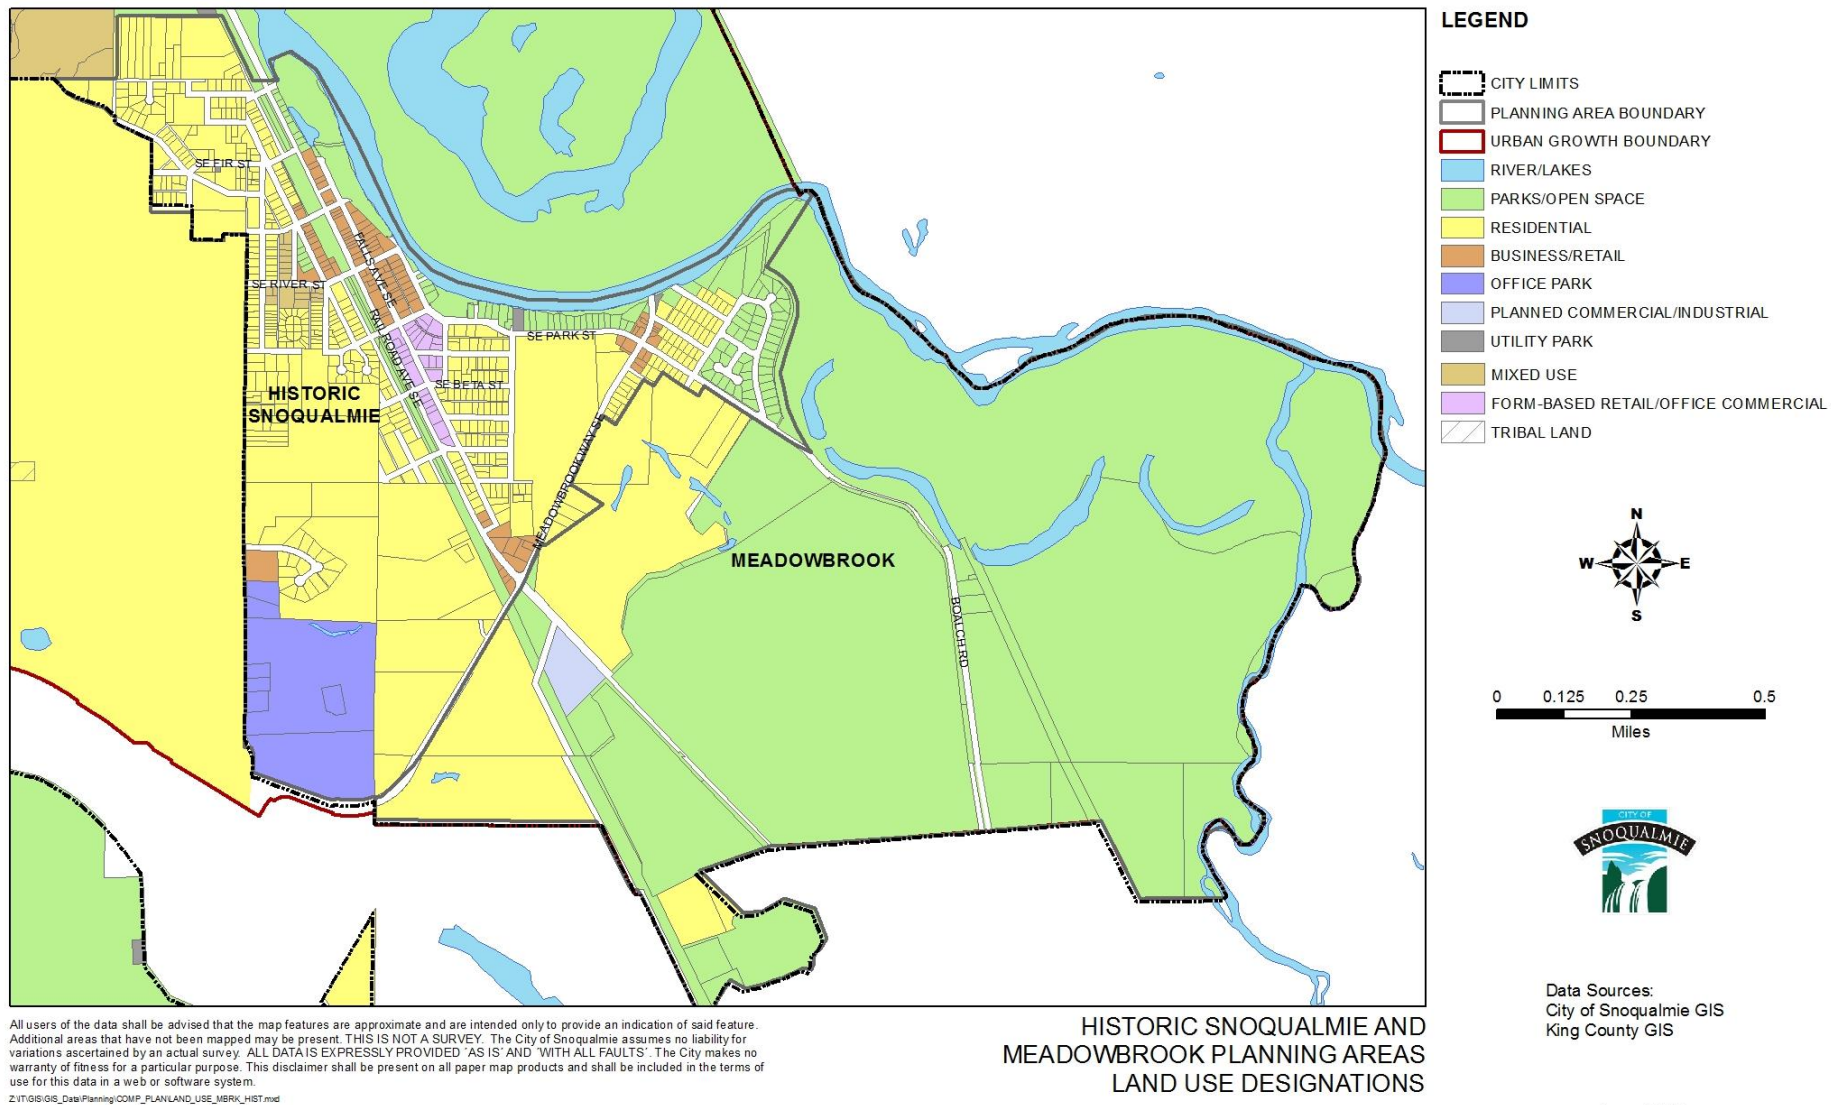 LEGEND
CITY LIMITS
PLANNING AREA BOUNDARY
URBAN GROWTH BOUNDARY
RIVER/LAKES
PARKS/OPEN SPACE
RESIDENTIAL
BUSINESS/RETAIL
OFFICE PARK
PLANNED COMMERCIAL/INDUSTRIAL
UTILITY PARK
MIXED USE
FORM-BASED RETAIL/OFFICE COMMERCIAL
TRIBAL LAND
SE FIR ST
FALLS AVE SE
SE RIVER ST
RAILROAD AVE SE
SE PARK ST
SE BETA ST
HISTORIC
SNOQUALMIE
MEADOWBROOK WAY SE
MEADOWBROOK
BOALCH RD
N
W
E
S
0 0.125 0.25 0.5
Miles
CITY OF
SNOQUALMIE
Data Sources:
City of Snoqualmie GIS
King County GIS
All users of the data shall be advised that the map features are approximate and are intended only to provide an indication of said feature.
Additional areas that have not been mapped may be present. THIS IS NOT A SURVEY. The City of Snoqualmie assumes no liability for
variations ascertained by an actual survey. ALL DATA IS EXPRESSLY PROVIDED 'AS IS' AND 'WITH ALL FAULTS'. The City makes no
warranty of fitness for a particular purpose. This disclaimer shall be present on all paper map products and shall be included in the terms of
use for this data in a web or software system.
Z:\IT\GIS\GIS_Data\Planning\COMP_PLAN\LAND_USE_MBRK_HIST.mxd
HISTORIC SNOQUALMIE AND
MEADOWBROOK PLANNING AREAS
LAND USE DESIGNATIONS